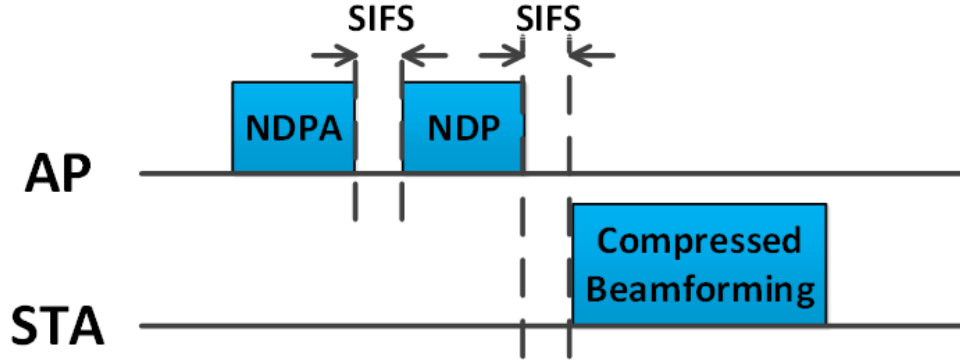 SIFS
SIFS
NDPA
NDP
AP
Compressed
Beamforming
STA